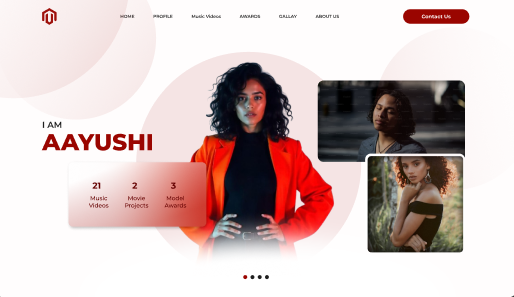 HOME PROFILE Music Videos AWARDS GALLAY ABOUT US Contact Us
I AM
AAYUSHI
21 2 3
Music Movie Model
Videos Projects Awards